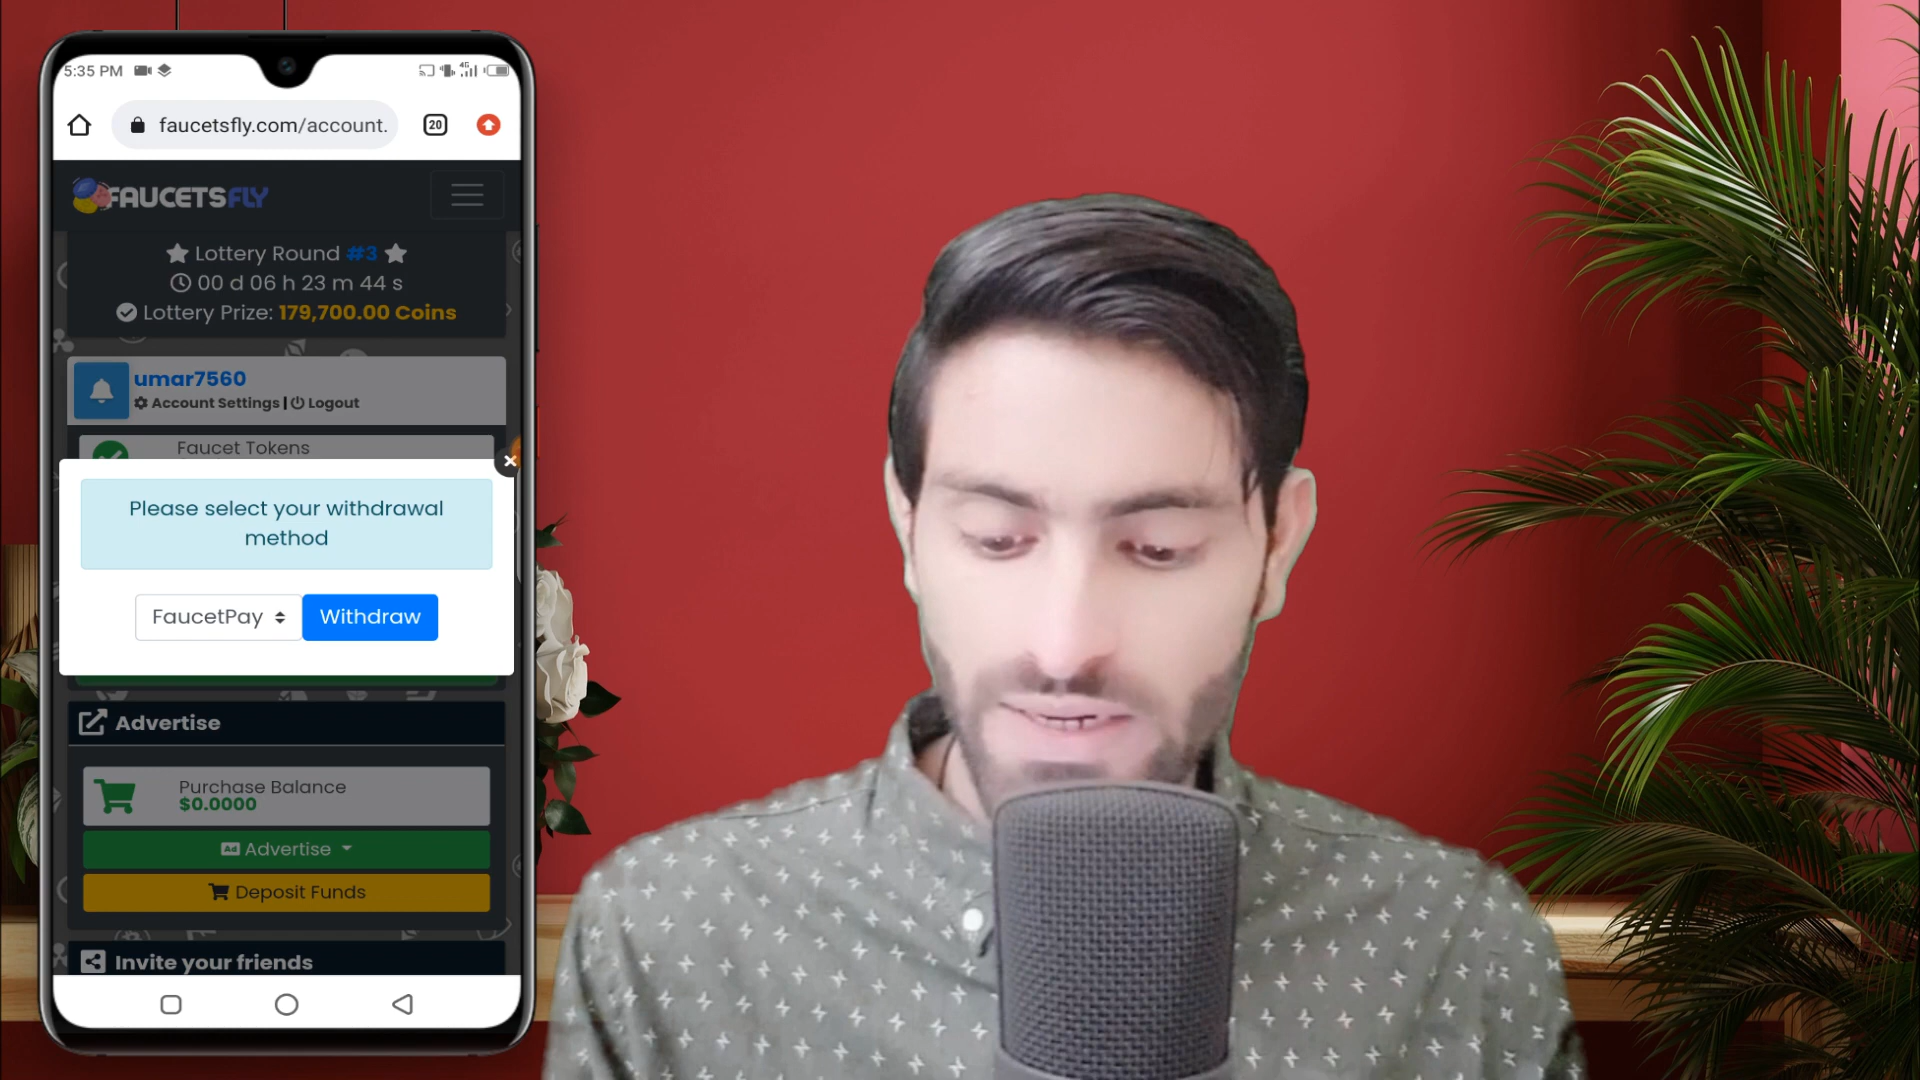 5:35 PM
4G
faucetsfly.com/account.
20
FAUCETSFLY
Lottery Round #3
00 d 06 h 23 m 44 s
Lottery Prize: 179,700.00 Coins
umar7560
Account Settings | Logout
Faucet Tokens
Please select your withdrawal
method
FaucetPay
Withdraw
Advertise
Purchase Balance
$0.0000
Ad Advertise
Deposit Funds
Invite your friends